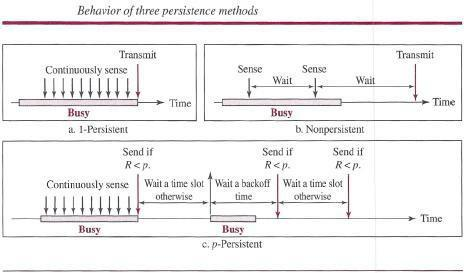 Behavior of three persistence methods
Transmit
Continuously sense
Time
Busy
a. 1-Persistent
Transmit
Sense
Sense
Wait
Wait
Time
Busy
b. Nonpersistent
Send if
R < p.
Send if
R < p.
Send if
R < p.
Continuously sense
Wait a time slot
otherwise
Wait a backoff
time
Wait a time slot
otherwise
Time
Busy
Busy
c. p-Persistent